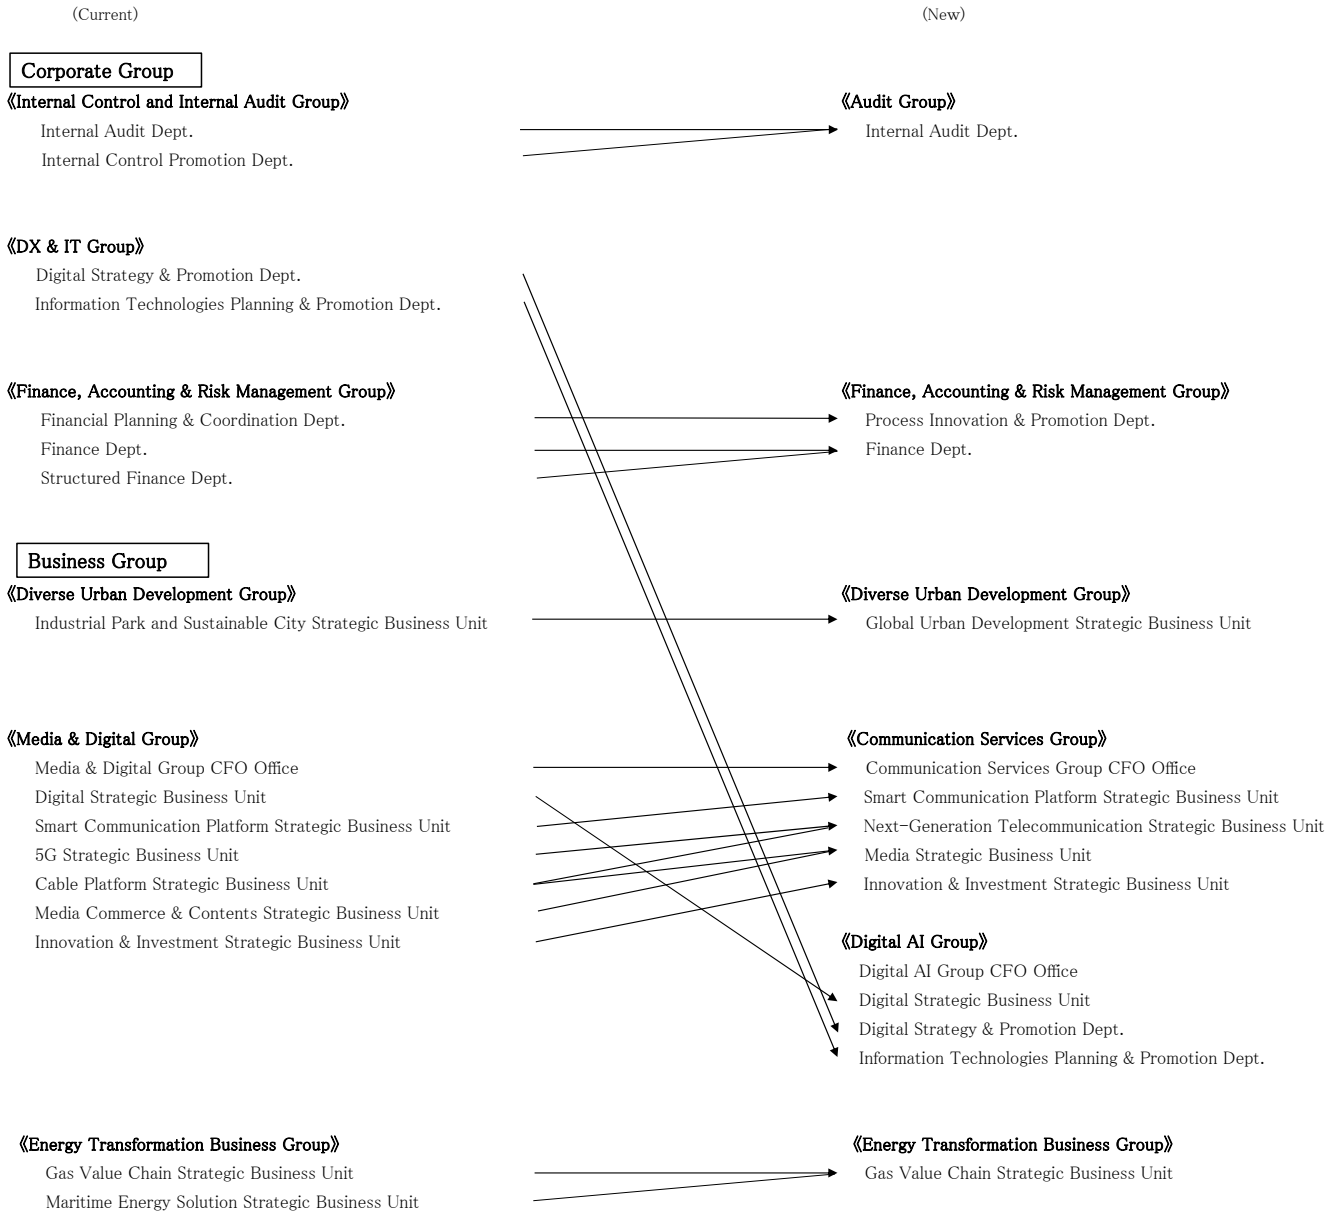 (Current) (New)
Corporate Group
《Internal Control and Internal Audit Group》 《Audit Group》
Internal Audit Dept. Internal Audit Dept.
Internal Control Promotion Dept.
《DX & IT Group》
Digital Strategy & Promotion Dept.
Information Technologies Planning & Promotion Dept.
《Finance, Accounting & Risk Management Group》 《Finance, Accounting & Risk Management Group》
Financial Planning & Coordination Dept. Process Innovation & Promotion Dept.
Finance Dept. Finance Dept.
Structured Finance Dept.
Business Group
《Diverse Urban Development Group》 《Diverse Urban Development Group》
Industrial Park and Sustainable City Strategic Business Unit Global Urban Development Strategic Business Unit
《Media & Digital Group》 《Communication Services Group》
Media & Digital Group CFO Office Communication Services Group CFO Office
Digital Strategic Business Unit Smart Communication Platform Strategic Business Unit
Smart Communication Platform Strategic Business Unit Next-Generation Telecommunication Strategic Business Unit
5G Strategic Business Unit Media Strategic Business Unit
Cable Platform Strategic Business Unit Innovation & Investment Strategic Business Unit
Media Commerce & Contents Strategic Business Unit
Innovation & Investment Strategic Business Unit 《Digital AI Group》
Digital AI Group CFO Office
Digital Strategic Business Unit
Digital Strategy & Promotion Dept.
Information Technologies Planning & Promotion Dept.
《Energy Transformation Business Group》 《Energy Transformation Business Group》
Gas Value Chain Strategic Business Unit Gas Value Chain Strategic Business Unit
Maritime Energy Solution Strategic Business Unit